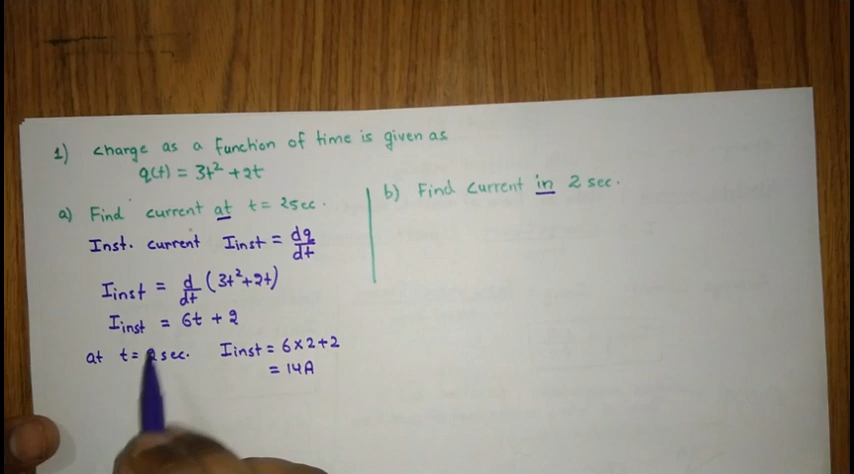 1) Charge as a function of time is given as
q(t) = 3t² + 2t
a) Find current at t = 2sec.
Inst. current Iinst = dq/dt
Iinst = d/dt (3t²+2t)
Iinst = 6t + 2
at t = 2 sec. Iinst = 6×2+2
= 14A
b) Find current in 2 sec.